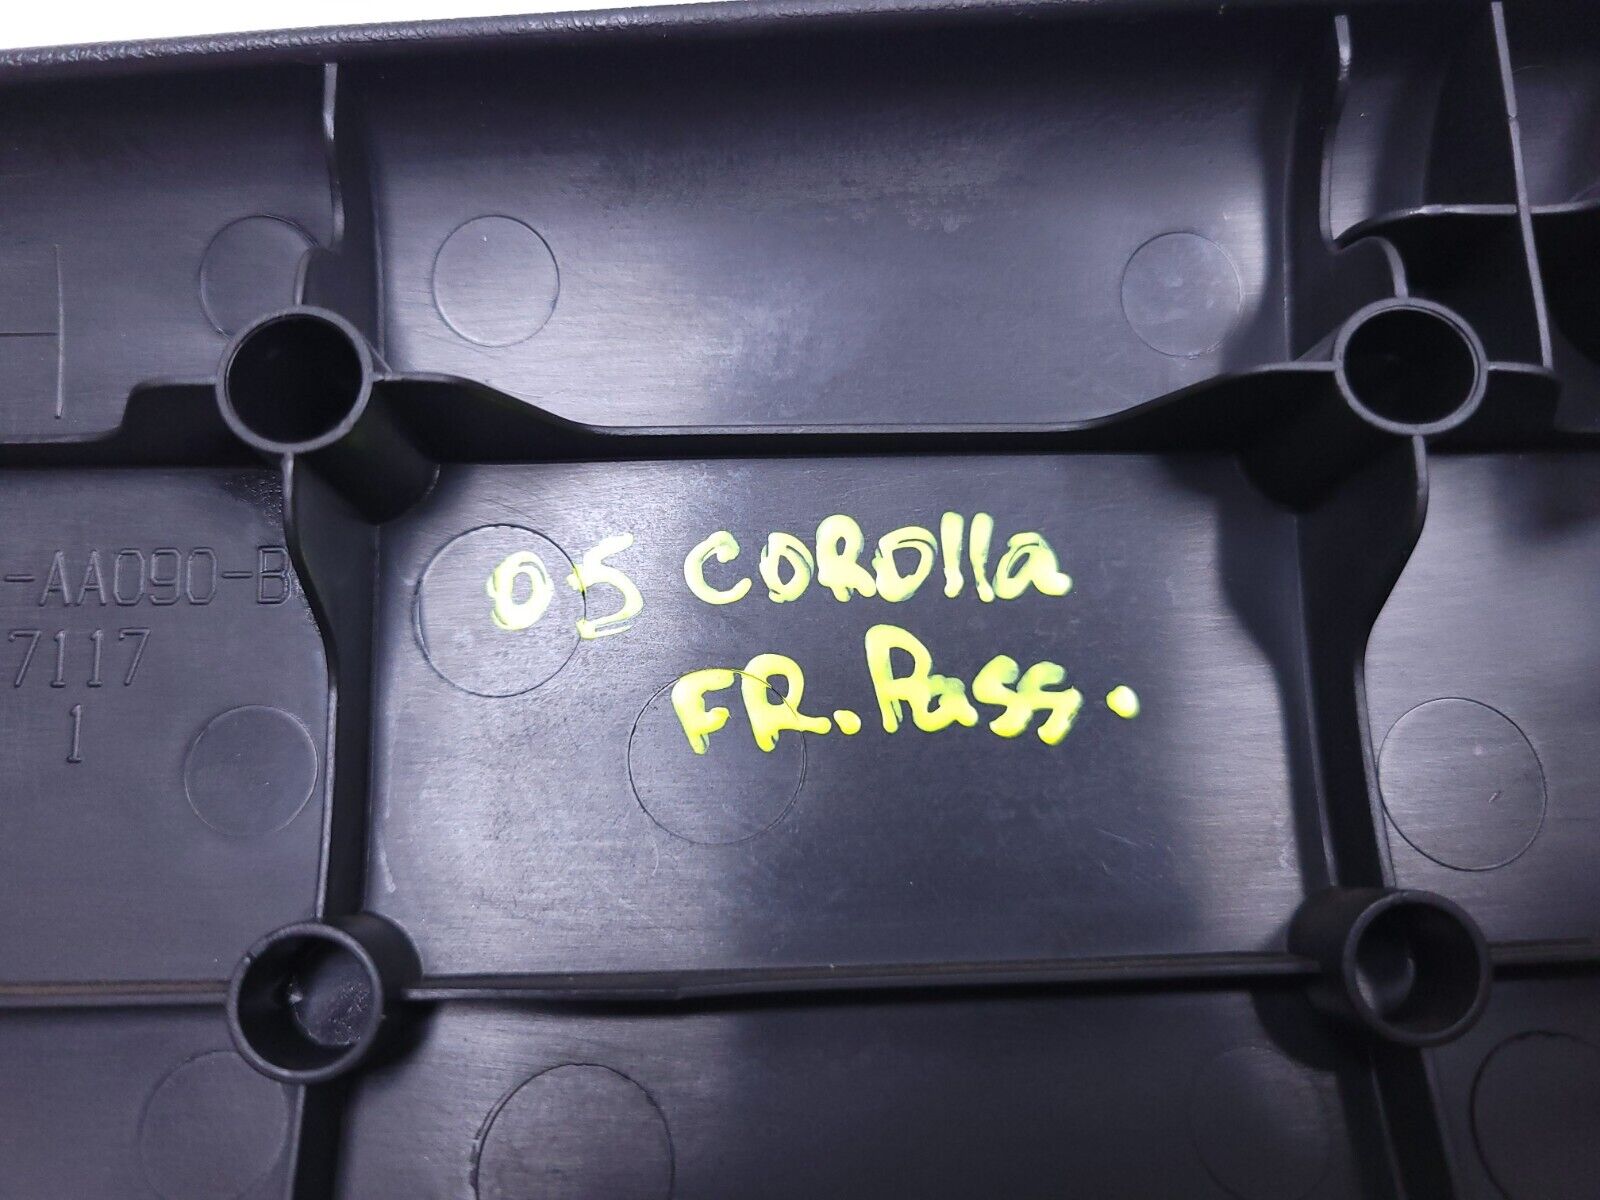 -AA090-B
7117
1
05 COROlla
FR. Pass.